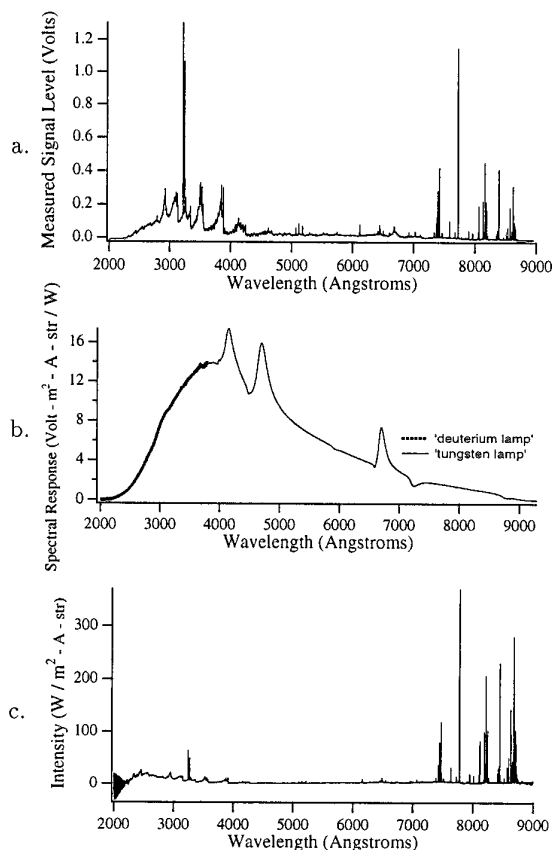 a.
Measured Signal Level (Volts)
1.2
1.0
0.8
0.6
0.4
0.2
0.0
2000 3000 4000 5000 6000 7000 8000 9000
Wavelength (Angstroms)
b.
Spectral Response (Volt - m² - A - str / W)
16
12
8
4
0
'deuterium lamp'
'tungsten lamp'
2000 3000 4000 5000 6000 7000 8000 9000
Wavelength (Angstroms)
c.
Intensity (W / m² - A - str)
300
200
100
0
2000 3000 4000 5000 6000 7000 8000 9000
Wavelength (Angstroms)